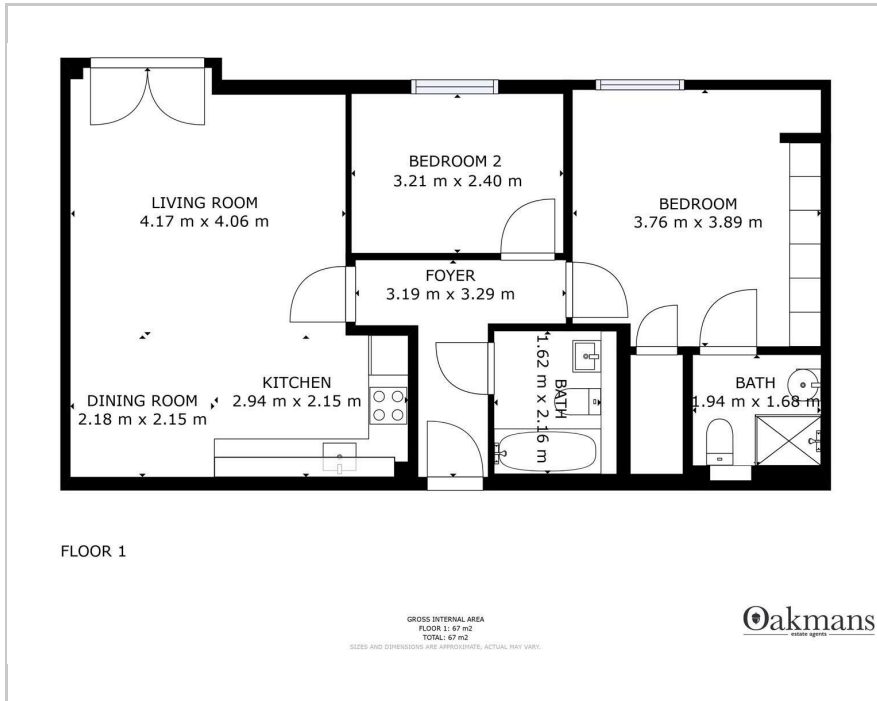 LIVING ROOM
4.17 m x 4.06 m
BEDROOM 2
3.21 m x 2.40 m
BEDROOM
3.76 m x 3.89 m
FOYER
3.19 m x 3.29 m
DINING ROOM
2.18 m x 2.15 m
KITCHEN
2.94 m x 2.15 m
BATH
1.62 m x 2.16 m
BATH
1.94 m x 1.68 m
FLOOR 1
GROSS INTERNAL AREA
FLOOR 1: 67 m2
TOTAL: 67 m2
SIZES AND DIMENSIONS ARE APPROXIMATE, ACTUAL MAY VARY.
Oakmans
estate agents